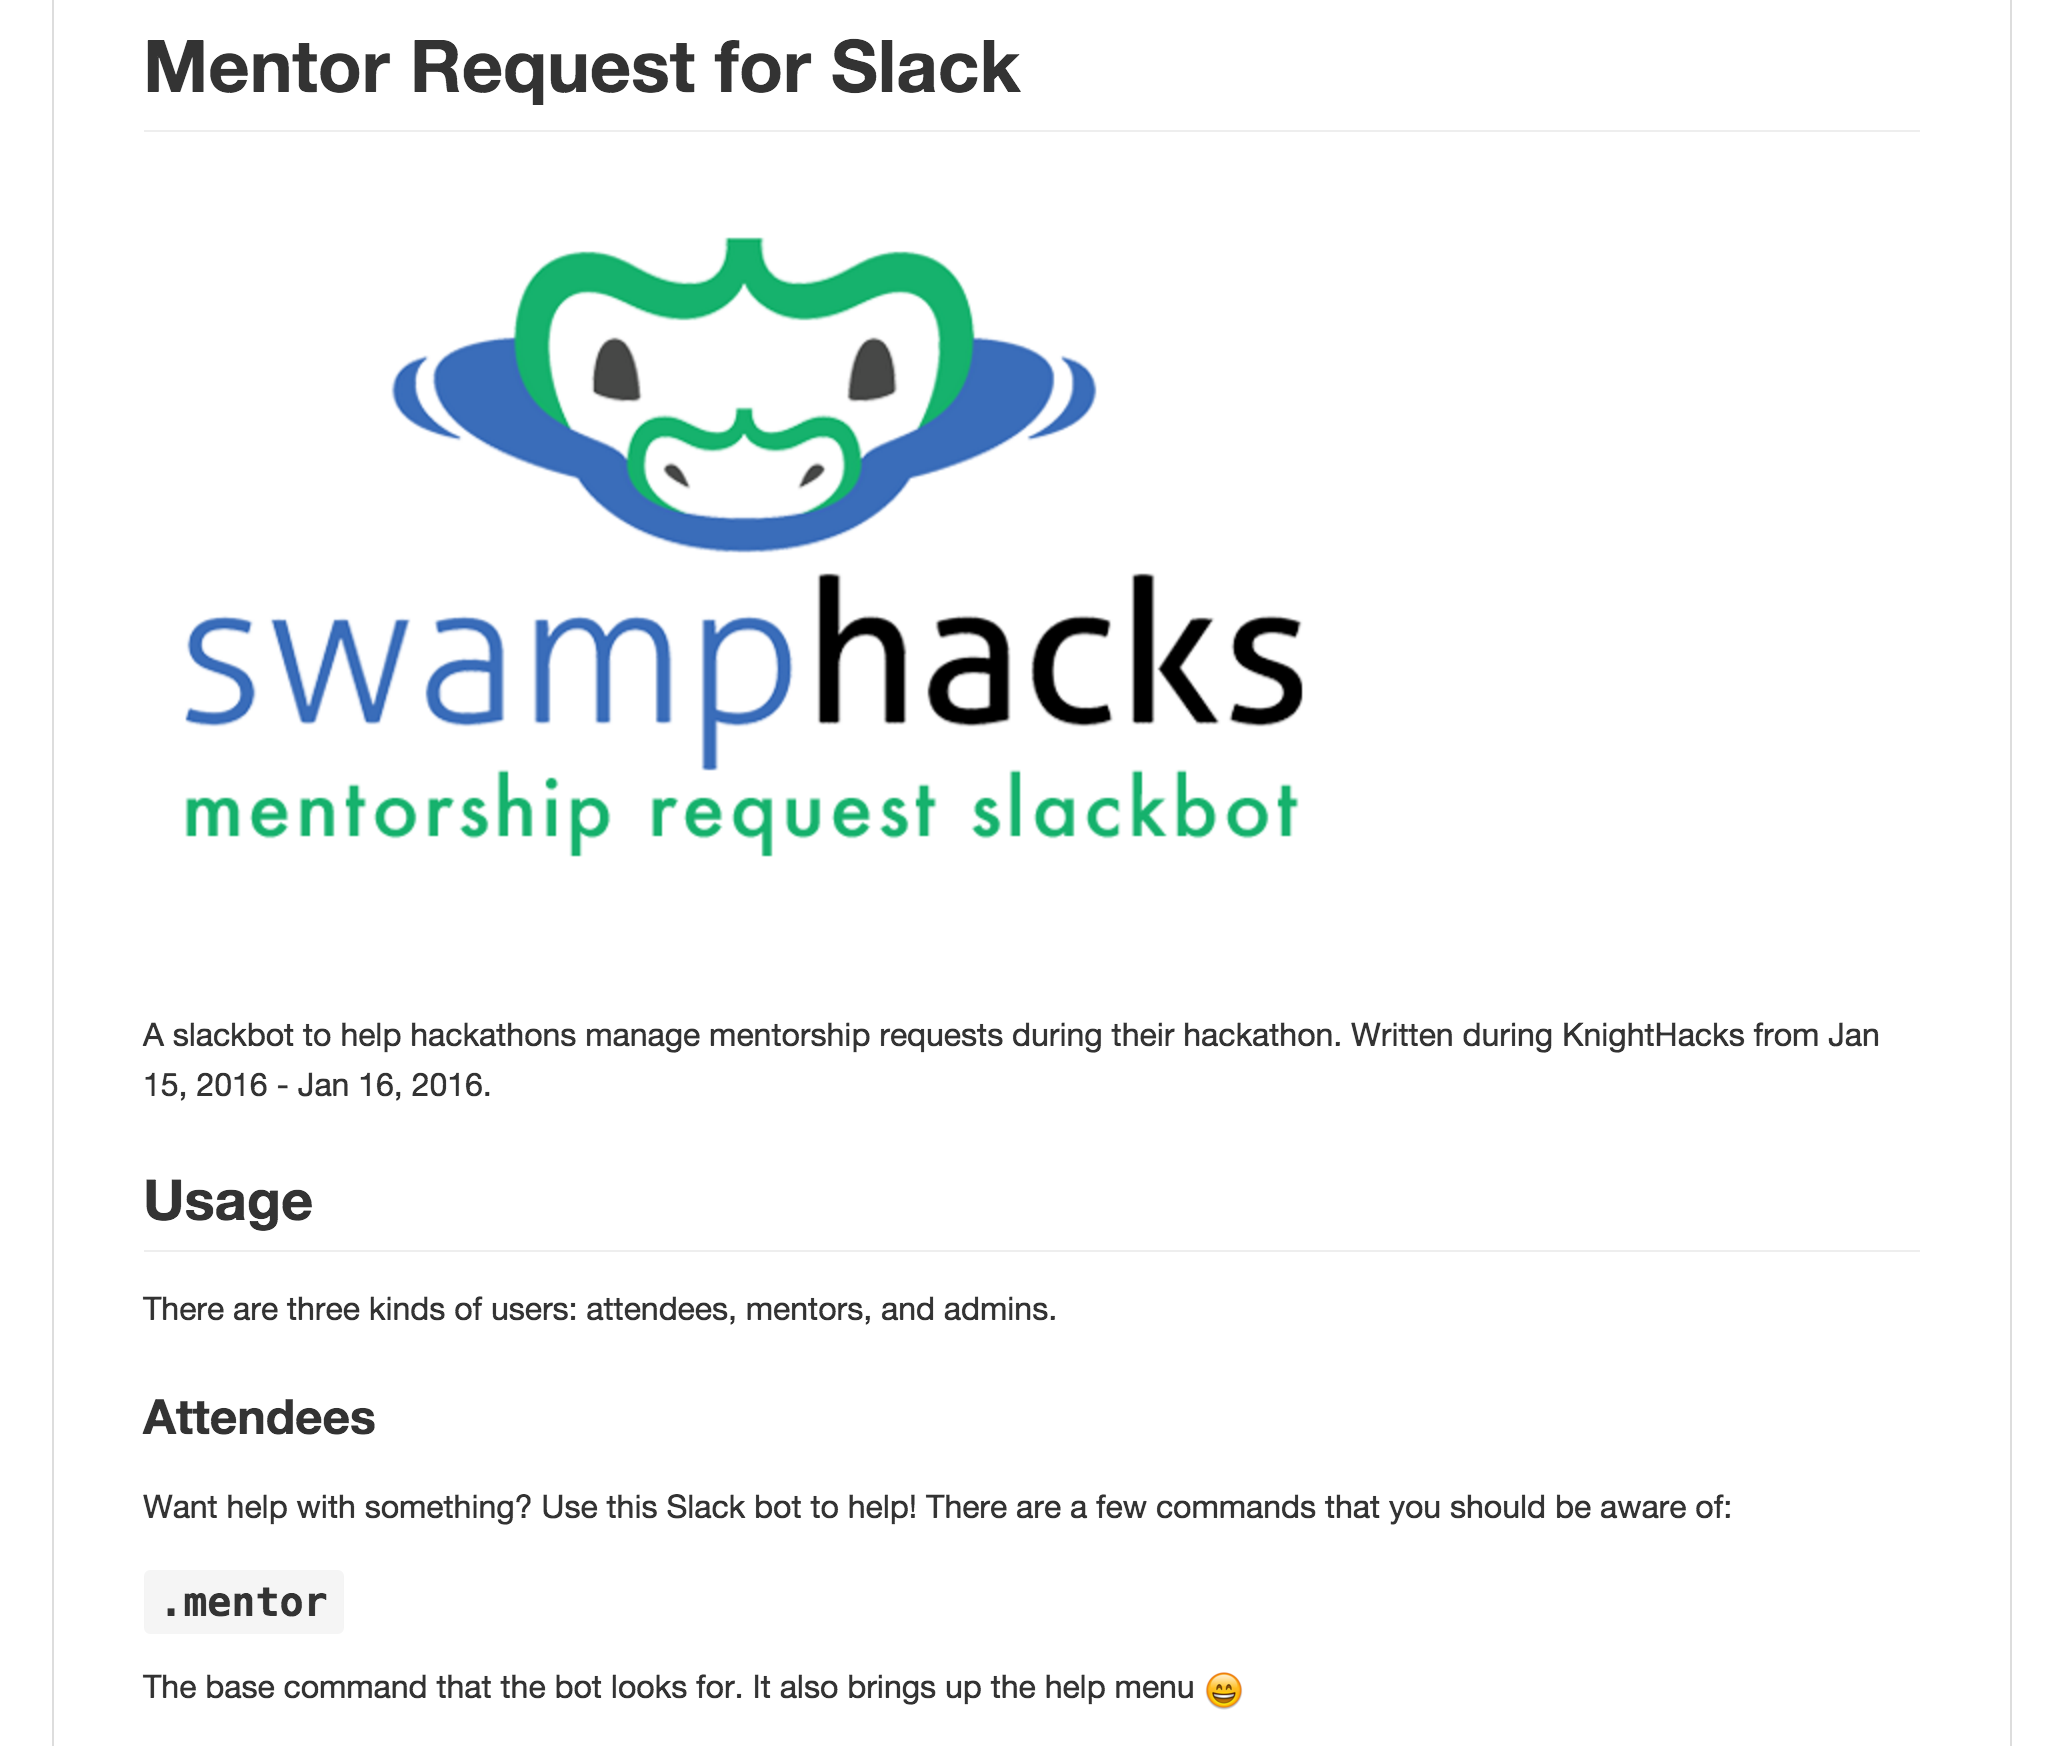 Mentor Request for Slack
swamphacks
mentorship request slackbot
A slackbot to help hackathons manage mentorship requests during their hackathon. Written during KnightHacks from Jan
15, 2016 - Jan 16, 2016.
Usage
There are three kinds of users: attendees, mentors, and admins.
Attendees
Want help with something? Use this Slack bot to help! There are a few commands that you should be aware of:
.mentor
The base command that the bot looks for. It also brings up the help menu 😄